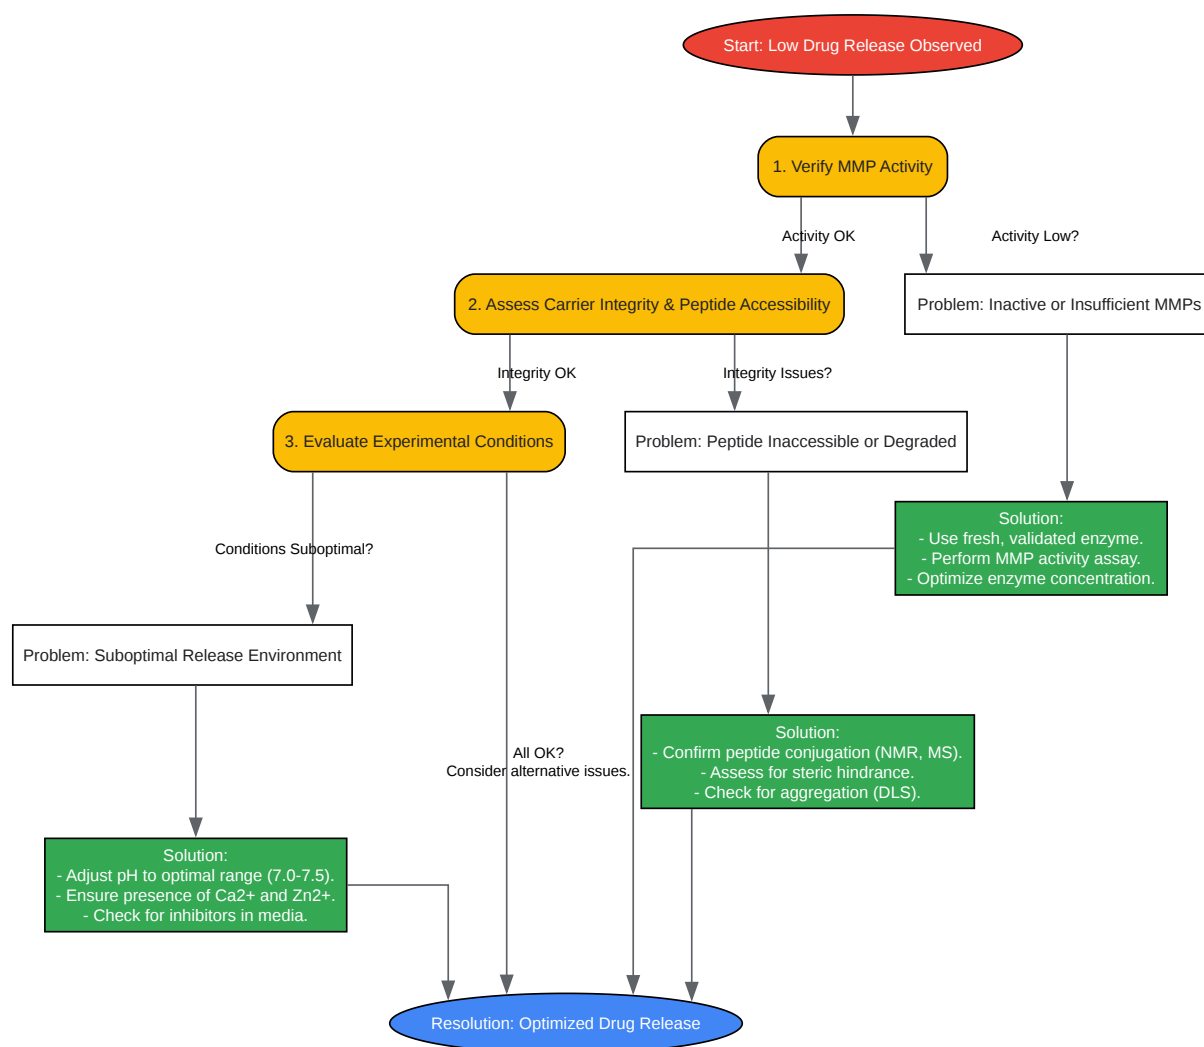 Start: Low Drug Release Observed
1. Verify MMP Activity
Activity OK
Activity Low?
2. Assess Carrier Integrity & Peptide Accessibility
Problem: Inactive or Insufficient MMPs
Integrity OK
Integrity Issues?
3. Evaluate Experimental Conditions
Problem: Peptide Inaccessible or Degraded
Solution:
- Use fresh, validated enzyme.
- Perform MMP activity assay.
- Optimize enzyme concentration.
Conditions Suboptimal?
Problem: Suboptimal Release Environment
All OK?
Consider alternative issues.
Solution:
- Confirm peptide conjugation (NMR, MS).
- Assess for steric hindrance.
- Check for aggregation (DLS).
Solution:
- Adjust pH to optimal range (7.0-7.5).
- Ensure presence of Ca2+ and Zn2+.
- Check for inhibitors in media.
Resolution: Optimized Drug Release